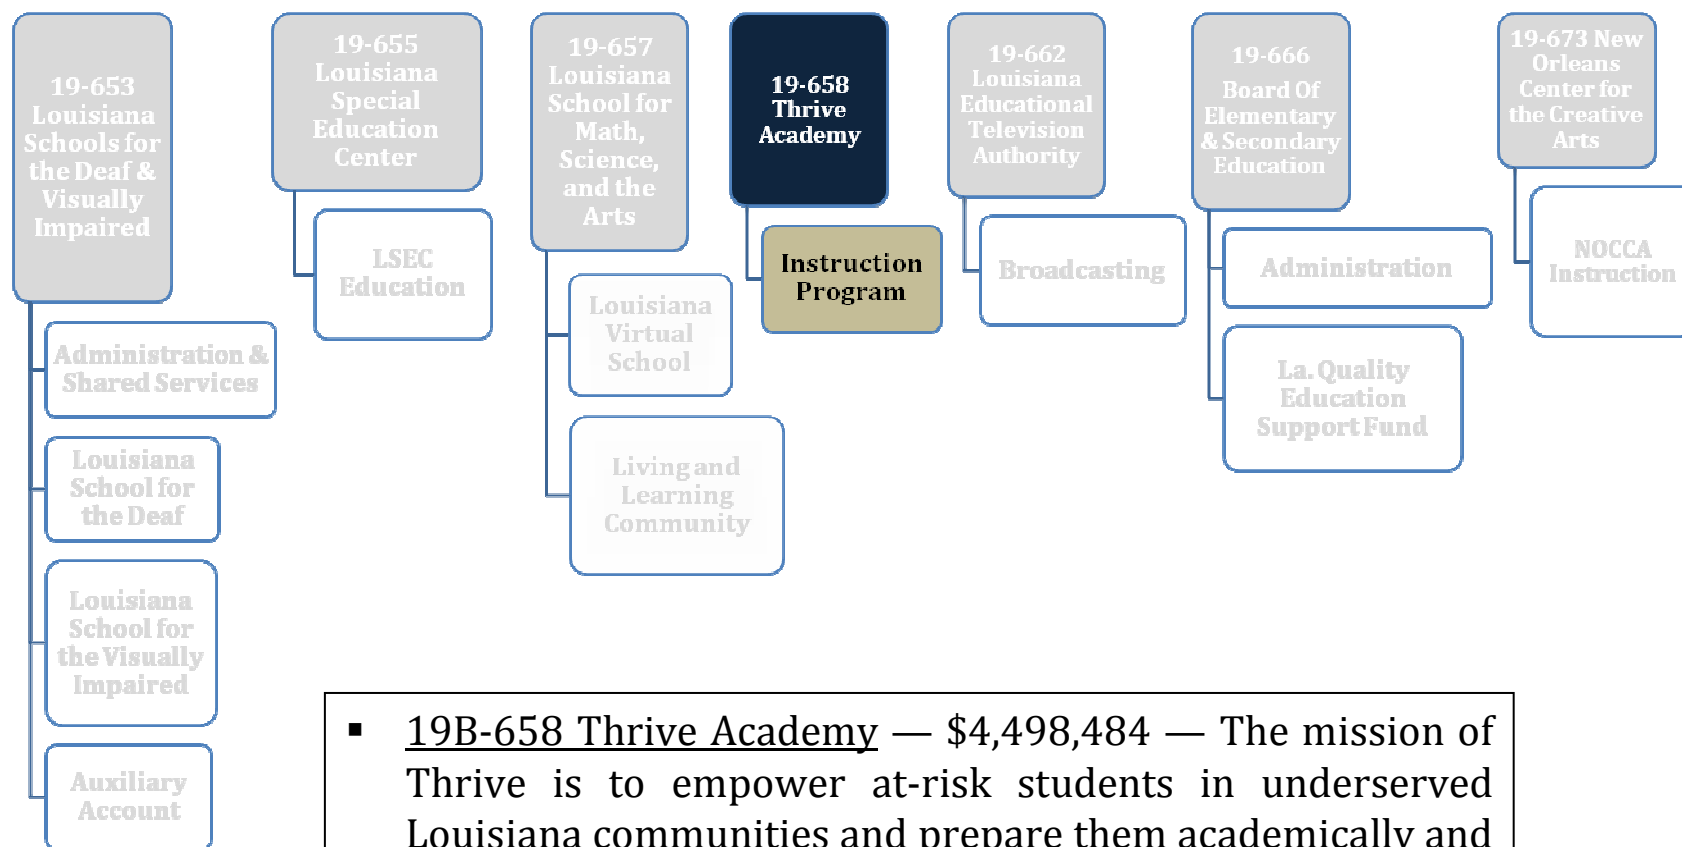 19-653
Louisiana
Schools for
the Deaf &
Visually
Impaired
Administration &
Shared Services
Louisiana
School for
the Deaf
Louisiana
School for
the Visually
Impaired
Auxiliary
Account
19-655
Louisiana
Special
Education
Center
LSEC
Education
19-657
Louisiana
School for
Math,
Science,
and the
Arts
Louisiana
Virtual
School
Living and
Learning
Community
19-658
Thrive
Academy
Instruction
Program
19-662
Louisiana
Educational
Television
Authority
Broadcasting
19-666
Board Of
Elementary
& Secondary
Education
Administration
La. Quality
Education
Support Fund
19-673 New
Orleans
Center for
the Creative
Arts
NOCCA
Instruction
▪ 19B-658 Thrive Academy — $4,498,484 — The mission of
Thrive is to empower at-risk students in underserved
Louisiana communities and prepare them academically and